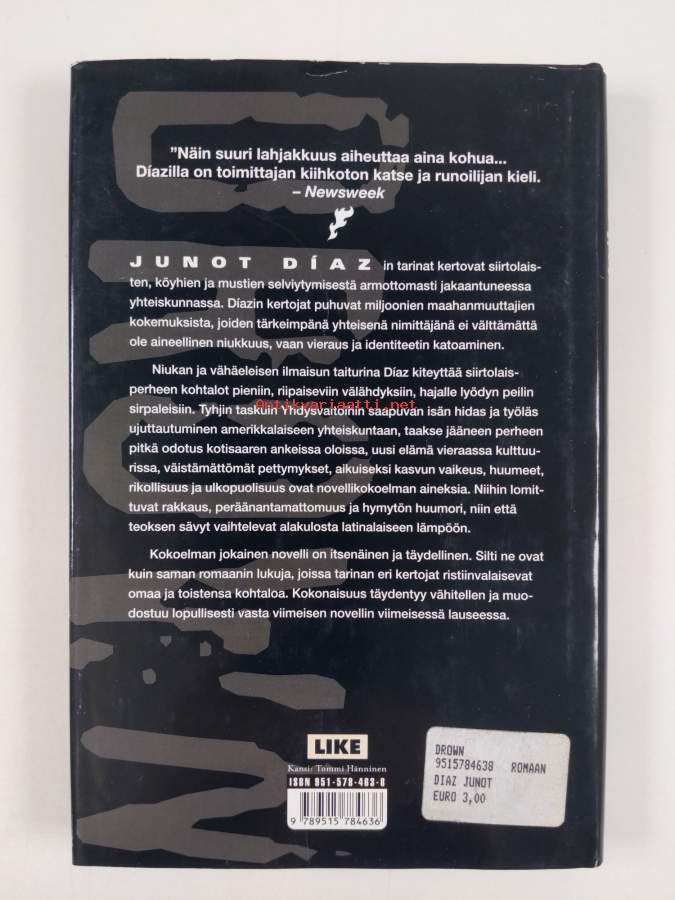 "Näin suuri lahjakkuus aiheuttaa aina kohua...
Díazilla on toimittajan kiihkoton katse ja runoilijan kieli.
– Newsweek
JUNOT DÍAZ in tarinat kertovat siirtolais-
ten, köyhien ja mustien selviytymisestä armottomasti jakaantuneessa
yhteiskunnassa. Díazin kertojat puhuvat miljoonien maahanmuuttajien
kokemuksista, joiden tärkeimpänä yhteisenä nimittäjänä ei välttämättä
ole aineellinen niukkuus, vaan vieraus ja identiteetin katoaminen.
Niukan ja vähäeleisen ilmaisun taiturina Díaz kiteyttää siirtolais-
perheen kohtalot pieniin, riipaiseviin välähdyksiin, hajalle lyödyn peilin
sirpaleisiin. Tyhjin taskuin Yhdysvaltoihin saapuvan isän hidas ja työläs
Antikvariaatti.net
ujuttautuminen amerikkalaiseen yhteiskuntaan, taakse jääneen perheen
pitkä odotus kotisaaren ankeissa oloissa, uusi elämä vieraassa kulttuu-
rissa, väistämättömät pettymykset, aikuiseksi kasvun vaikeus, huumeet,
rikollisuus ja ulkopuolisuus ovat novellikokoelman aineksia. Niihin lomit-
tuvat rakkaus, peräänantamattomuus ja hymytön huumori, niin että
teoksen sävyt vaihtelevat alakulosta latinalaiseen lämpöön.
Kokoelman jokainen novelli on itsenäinen ja täydellinen. Silti ne ovat
kuin saman romaanin lukuja, joissa tarinan eri kertojat ristiinvalaisevat
omaa ja toistensa kohtaloa. Kokonaisuus täydentyy vähitellen ja muo-
dostuu lopullisesti vasta viimeisen novellin viimeisessä lauseessa.
LIKE
Kansi: Tommi Hänninen
ISBN 951-578-463-8
9 789515 784636
DROWN
9515784638 ROMAAN
DIAZ JUNOT
EURO 3,00